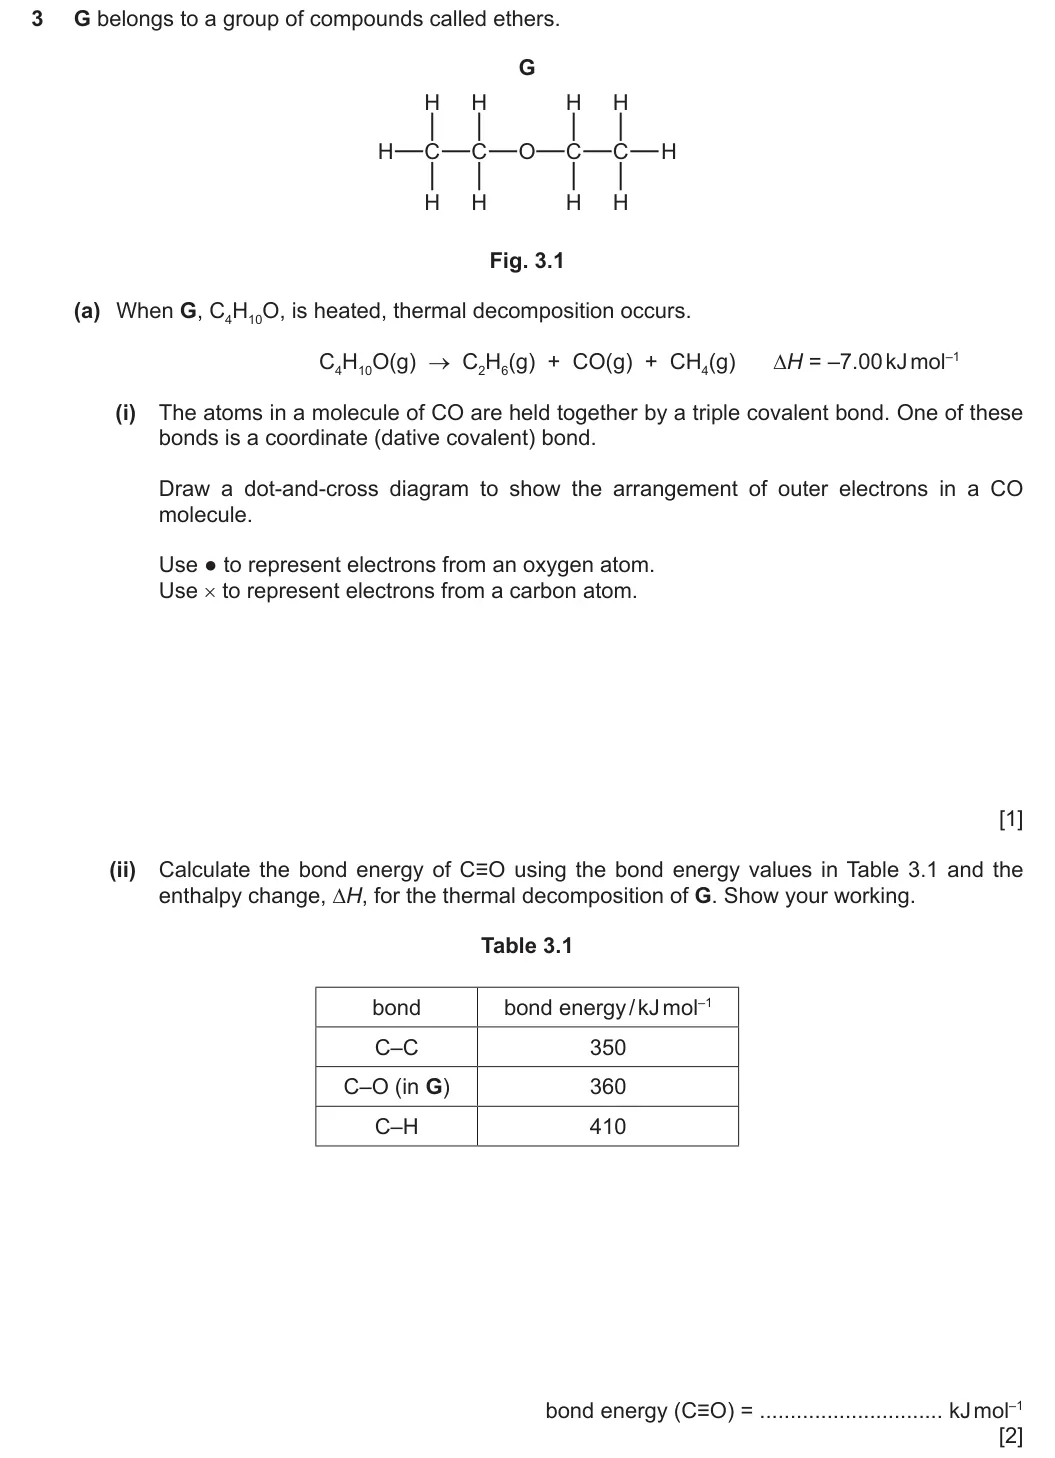 3 G belongs to a group of compounds called ethers.
G
H H H H
H—C—C—O—C—C—H
H H H H
Fig. 3.1
(a) When G, C₄H₁₀O, is heated, thermal decomposition occurs.
C₄H₁₀O(g) → C₂H₆(g) + CO(g) + CH₄(g) ΔH = –7.00 kJ mol⁻¹
(i) The atoms in a molecule of CO are held together by a triple covalent bond. One of these
bonds is a coordinate (dative covalent) bond.
Draw a dot-and-cross diagram to show the arrangement of outer electrons in a CO
molecule.
Use ● to represent electrons from an oxygen atom.
Use × to represent electrons from a carbon atom.
[1]
(ii) Calculate the bond energy of C≡O using the bond energy values in Table 3.1 and the
enthalpy change, ΔH, for the thermal decomposition of G. Show your working.
Table 3.1
bond bond energy / kJ mol⁻¹
C–C 350
C–O (in G) 360
C–H 410
bond energy (C≡O) = .............................. kJ mol⁻¹
[2]